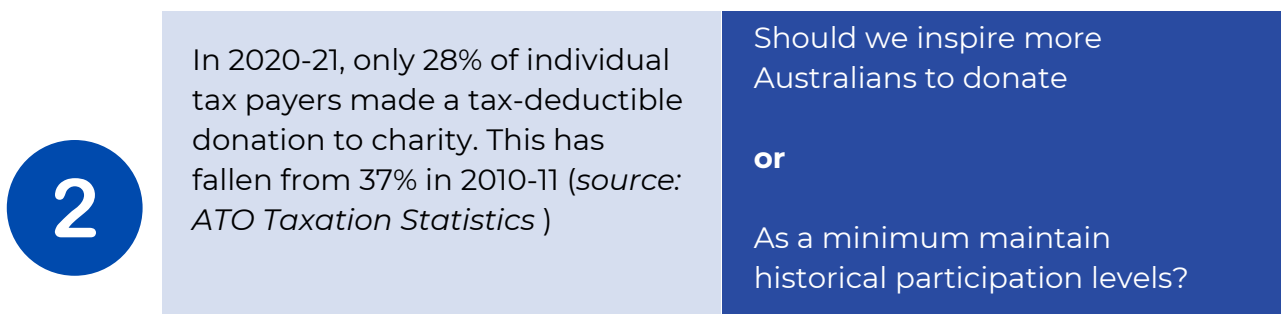 2
In 2020-21, only 28% of individual
tax payers made a tax-deductible
donation to charity. This has
fallen from 37% in 2010-11 (source:
ATO Taxation Statistics )
Should we inspire more
Australians to donate
or
As a minimum maintain
historical participation levels?